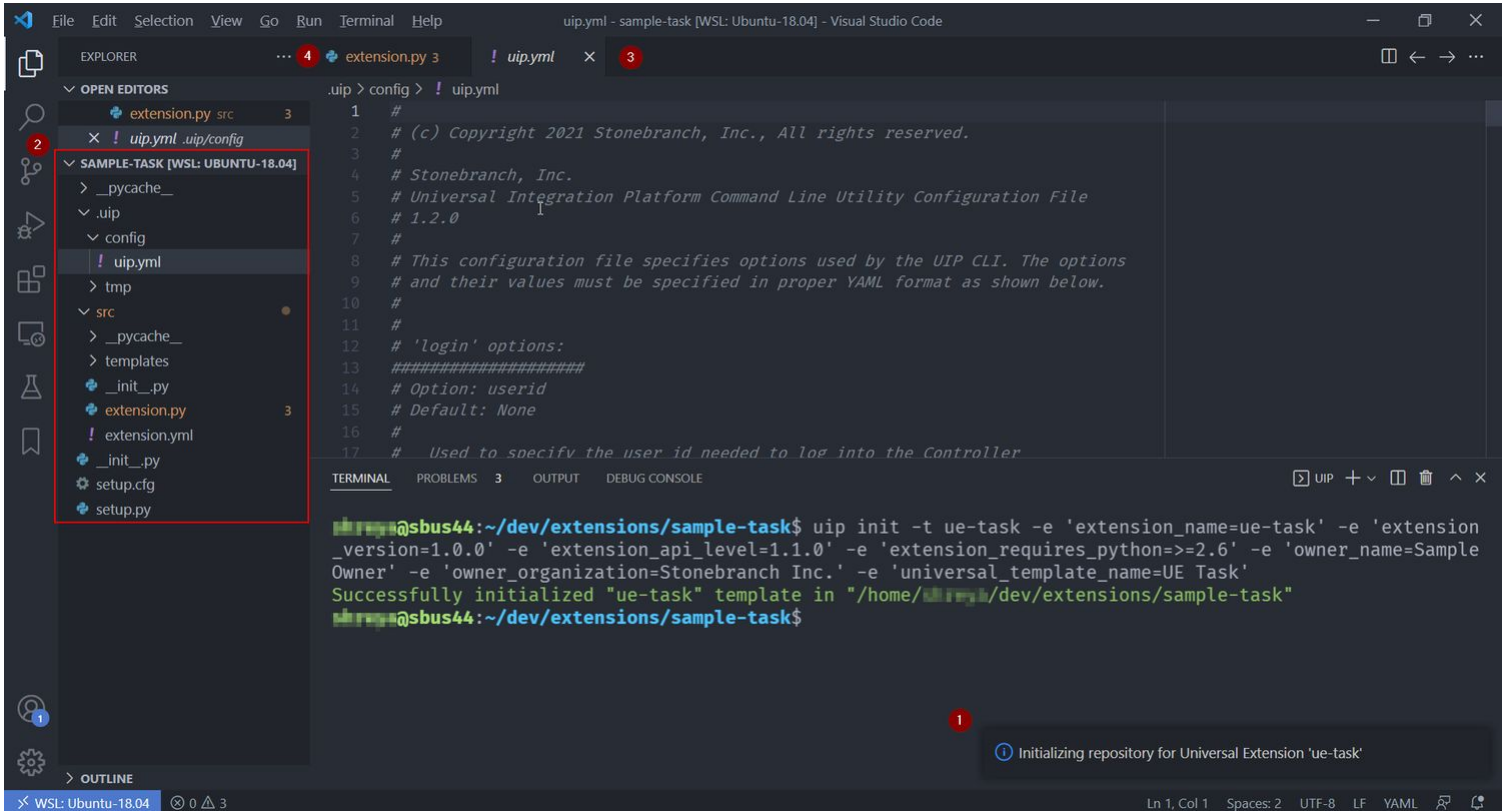 File Edit Selection View Go Run Terminal Help
uip.yml - sample-task [WSL: Ubuntu-18.04] - Visual Studio Code
EXPLORER
4
extension.py 3
! uip.yml
3
OPEN EDITORS
extension.py src 3
! uip.yml .uip/config
2
SAMPLE-TASK [WSL: UBUNTU-18.04]
__pycache__
.uip
config
! uip.yml
tmp
src
__pycache__
templates
__init__.py
extension.py 3
! extension.yml
__init__.py
setup.cfg
setup.py
OUTLINE
.uip > config > ! uip.yml
1 #
2 # (c) Copyright 2021 Stonebranch, Inc., All rights reserved.
3 #
4 # Stonebranch, Inc.
5 # Universal Integration Platform Command Line Utility Configuration File
6 # 1.2.0
7 #
8 # This configuration file specifies options used by the UIP CLI. The options
9 # and their values must be specified in proper YAML format as shown below.
10 #
11 #
12 # 'login' options:
13 ####################
14 # Option: userid
15 # Default: None
16 #
17 # Used to specify the user id needed to log into the Controller
TERMINAL PROBLEMS 3 OUTPUT DEBUG CONSOLE
UIP
@sbus44:~/dev/extensions/sample-task$ uip init -t ue-task -e 'extension_name=ue-task' -e 'extension
_version=1.0.0' -e 'extension_api_level=1.1.0' -e 'extension_requires_python=>=2.6' -e 'owner_name=Sample
Owner' -e 'owner_organization=Stonebranch Inc.' -e 'universal_template_name=UE Task'
Successfully initialized "ue-task" template in "/home/ /dev/extensions/sample-task"
@sbus44:~/dev/extensions/sample-task$
1
Initializing repository for Universal Extension 'ue-task'
1
WSL: Ubuntu-18.04 0 3
Ln 1, Col 1 Spaces: 2 UTF-8 LF YAML